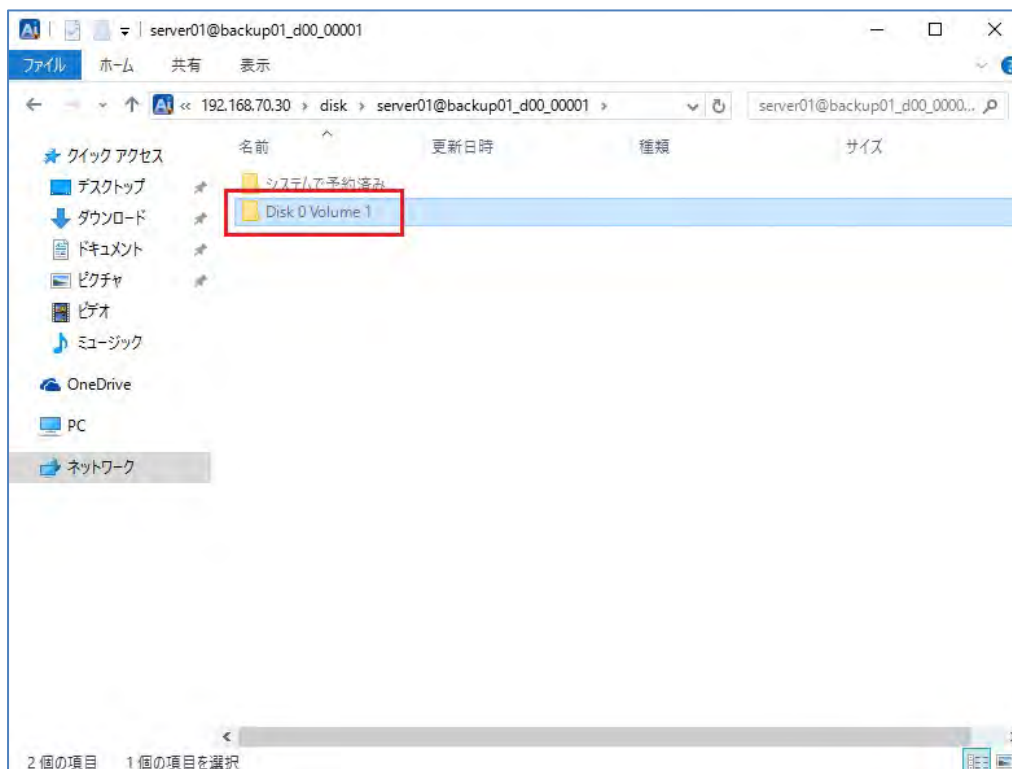 server01@backup01_d00_00001
ファイル ホーム 共有 表示
« 192.168.70.30 › disk › server01@backup01_d00_00001 ›
server01@backup01_d00_0000...
名前 更新日時 種類 サイズ
クイック アクセス
デスクトップ
ダウンロード
ドキュメント
ピクチャ
ビデオ
ミュージック
OneDrive
PC
ネットワーク
システムで予約済み
Disk 0 Volume 1
2 個の項目 1 個の項目を選択